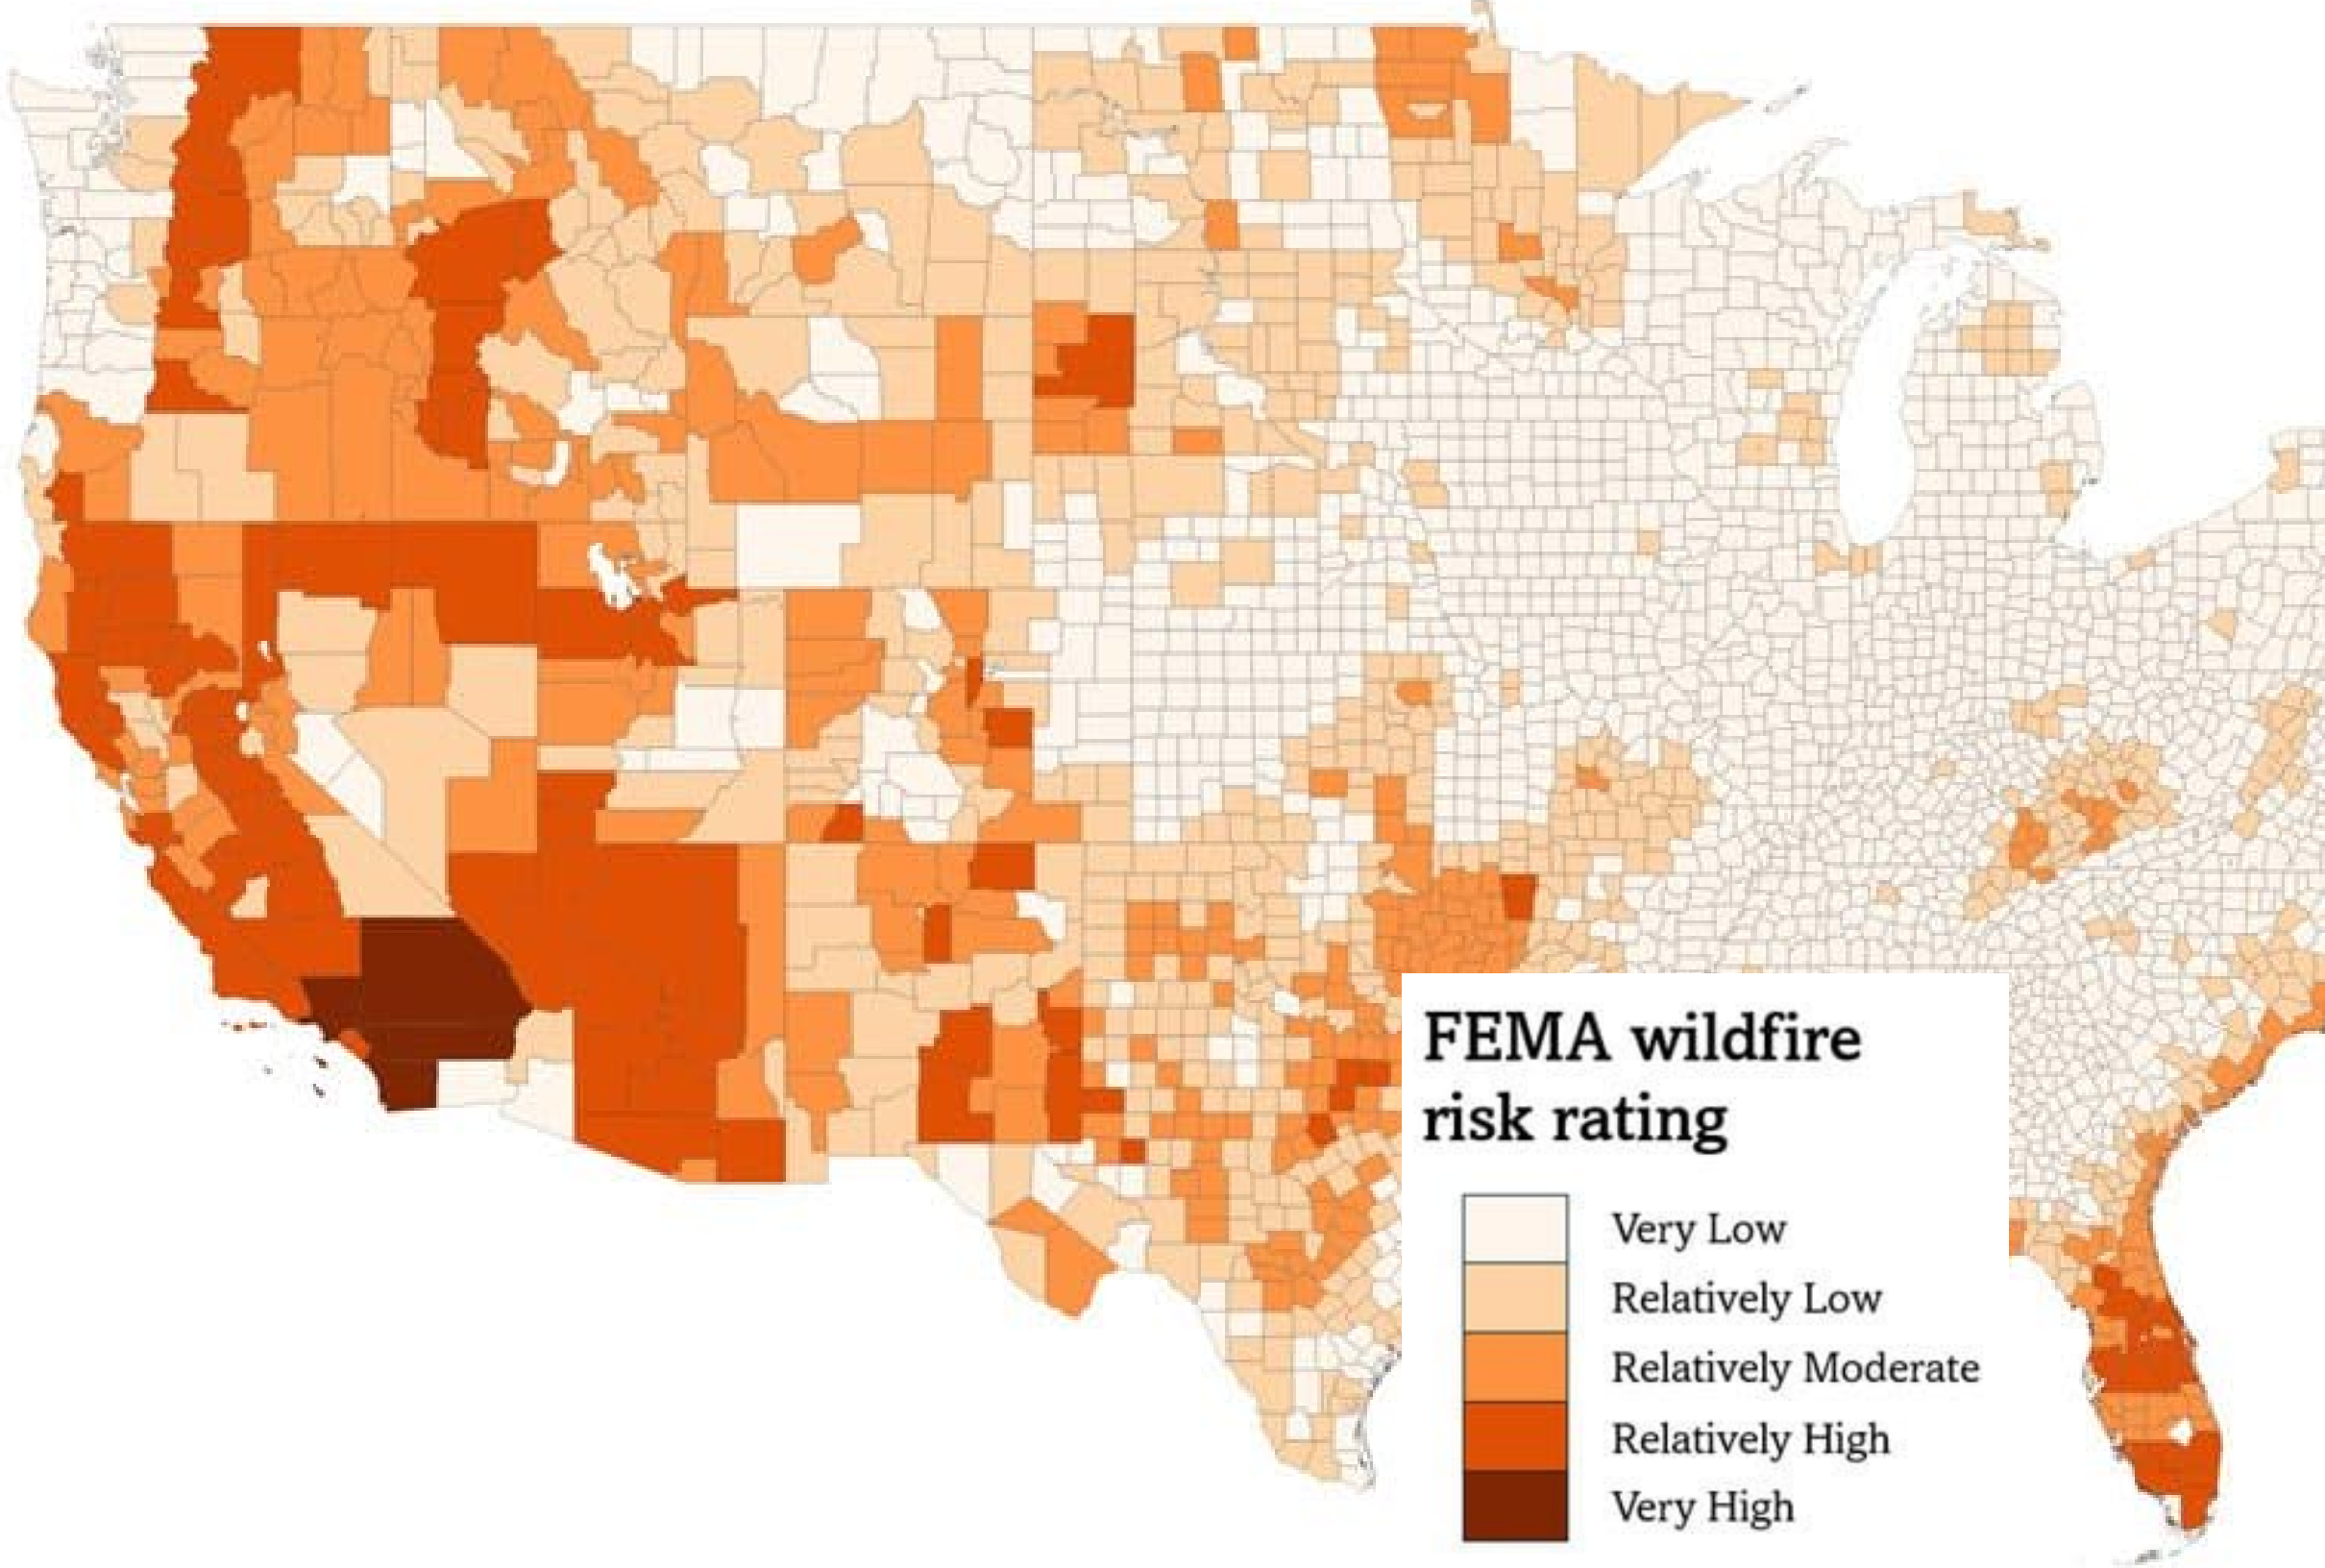 FEMA wildfire
risk rating
Very Low
Relatively Low
Relatively Moderate
Relatively High
Very High